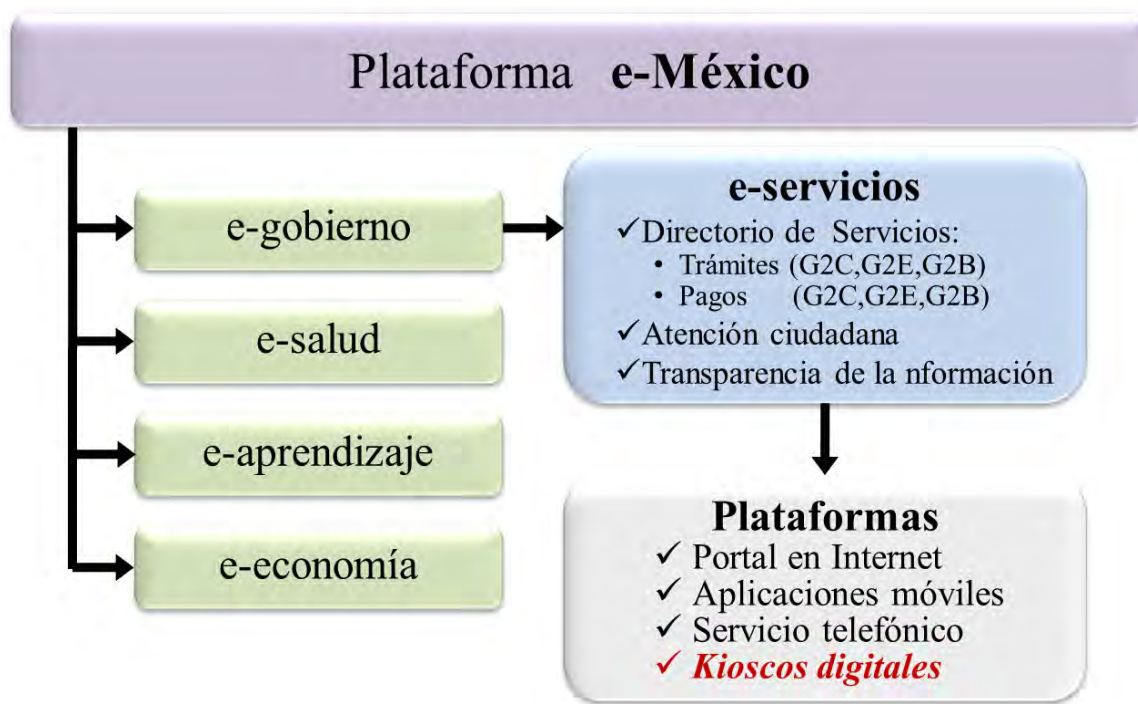 Plataforma e-México
e-gobierno
e-salud
e-aprendizaje
e-economía
e-servicios
✓Directorio de Servicios:
• Trámites (G2C,G2E,G2B)
• Pagos (G2C,G2E,G2B)
✓Atención ciudadana
✓Transparencia de la nformación
Plataformas
✓ Portal en Internet
✓ Aplicaciones móviles
✓ Servicio telefónico
✓ Kioscos digitales